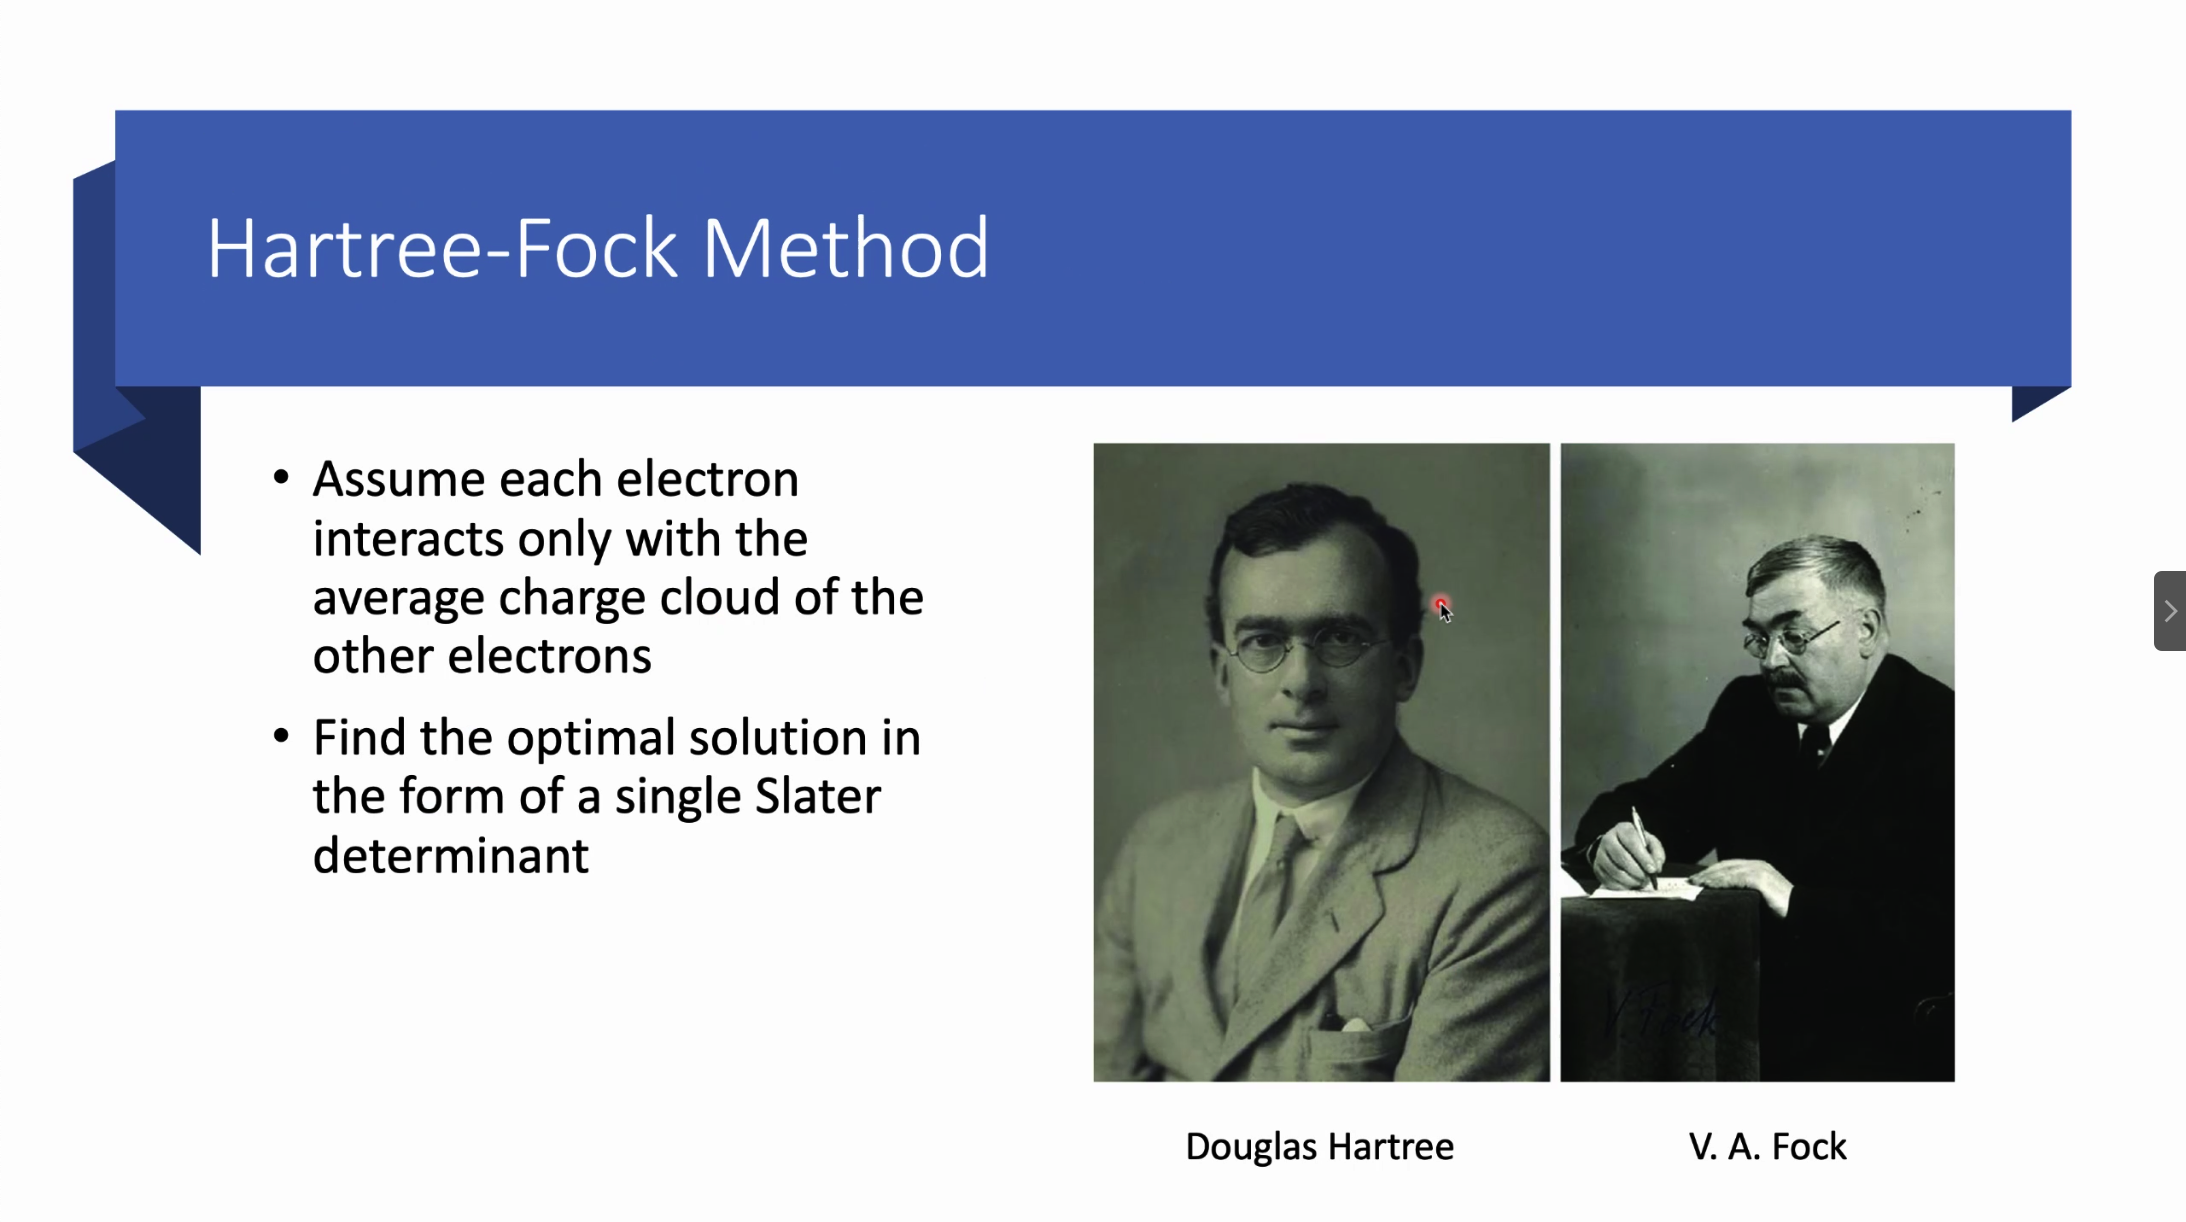 Hartree-Fock Method
• Assume each electron
interacts only with the
average charge cloud of the
other electrons
• Find the optimal solution in
the form of a single Slater
determinant
V Fock
Douglas Hartree
V. A. Fock